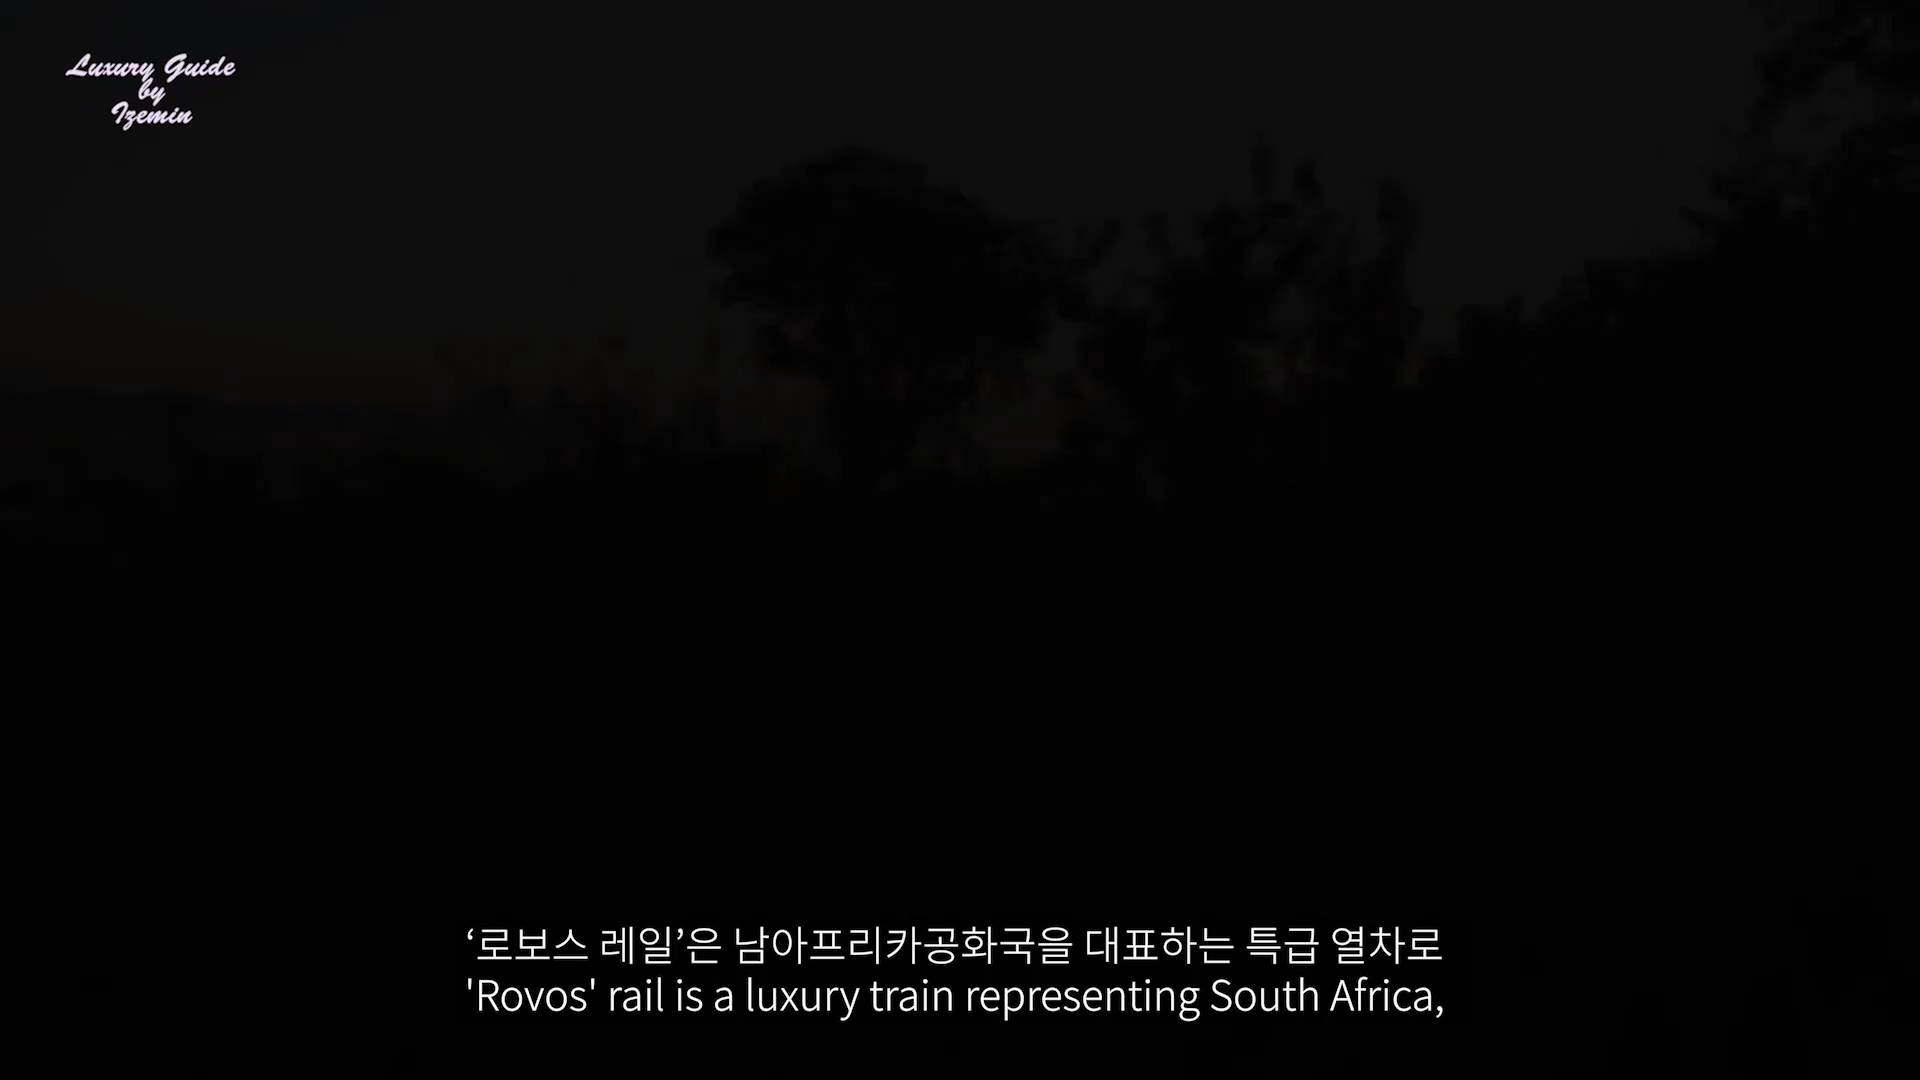 Luxury Guide
by
Izemin
‘로보스 레일’은 남아프리카공화국을 대표하는 특급 열차로
'Rovos' rail is a luxury train representing South Africa,